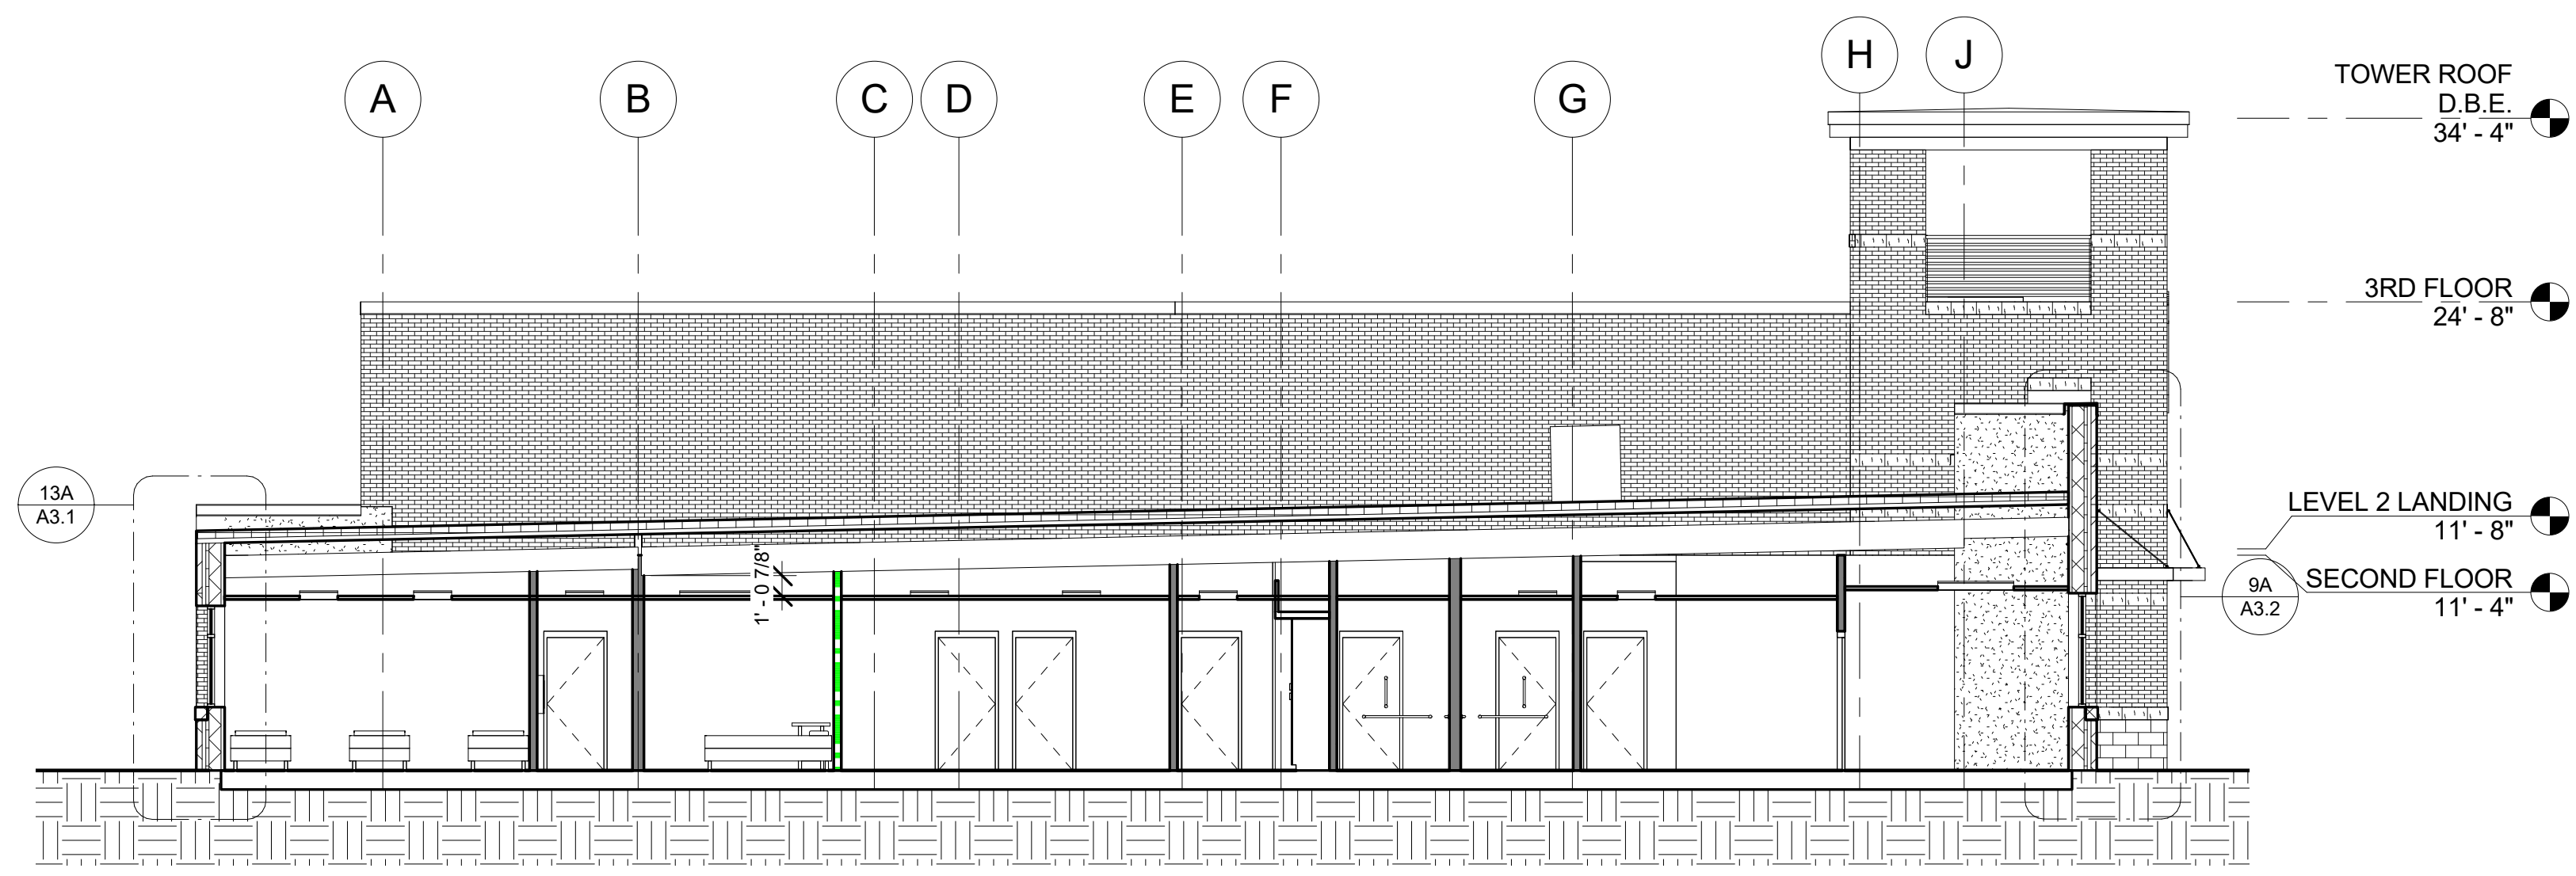 A
B
C
D
E
F
G
H
J
TOWER ROOF
D.B.E.
34' - 4"
3RD FLOOR
24' - 8"
13A
A3.1
LEVEL 2 LANDING
11' - 8"
SECOND FLOOR
11' - 4"
9A
A3.2
1' - 0 7/8"